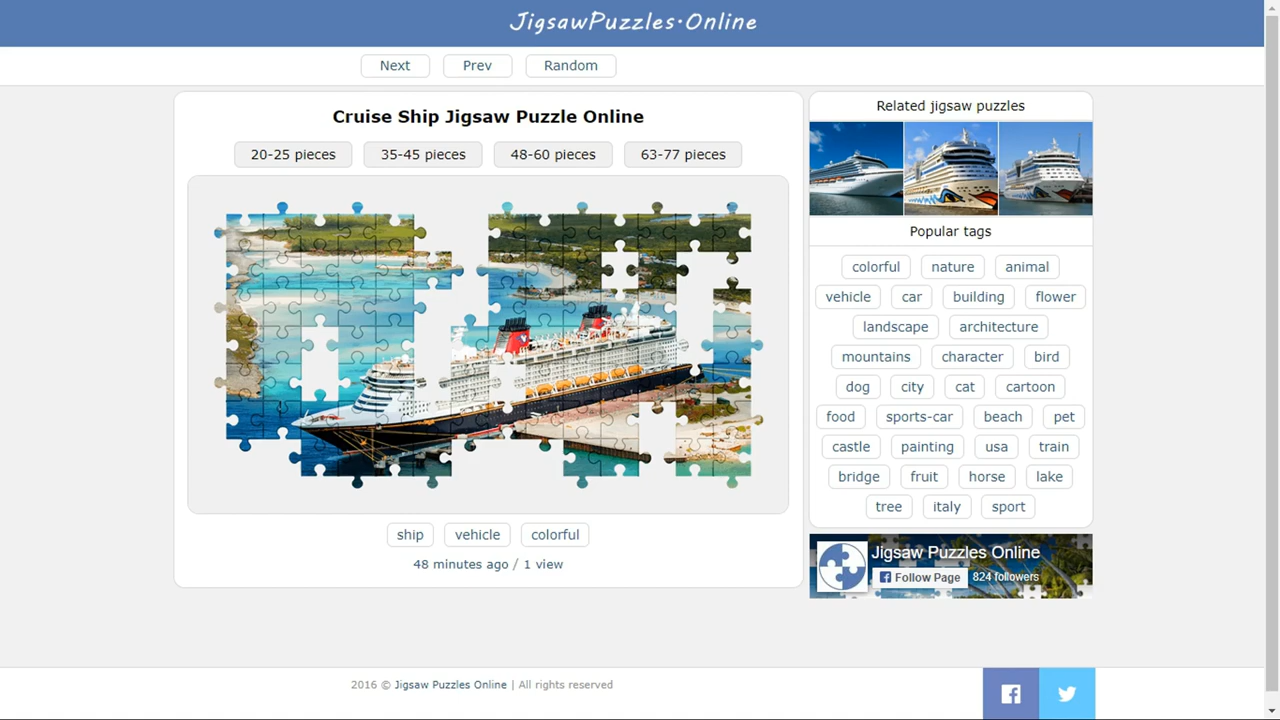 JigsawPuzzles·Online
Next Prev Random
Cruise Ship Jigsaw Puzzle Online
20-25 pieces 35-45 pieces 48-60 pieces 63-77 pieces
ship vehicle colorful
48 minutes ago / 1 view
Related jigsaw puzzles
Popular tags
colorful nature animal
vehicle car building flower
landscape architecture
mountains character bird
dog city cat cartoon
food sports-car beach pet
castle painting usa train
bridge fruit horse lake
tree italy sport
Jigsaw Puzzles Online
Follow Page 824 followers
2016 © Jigsaw Puzzles Online | All rights reserved